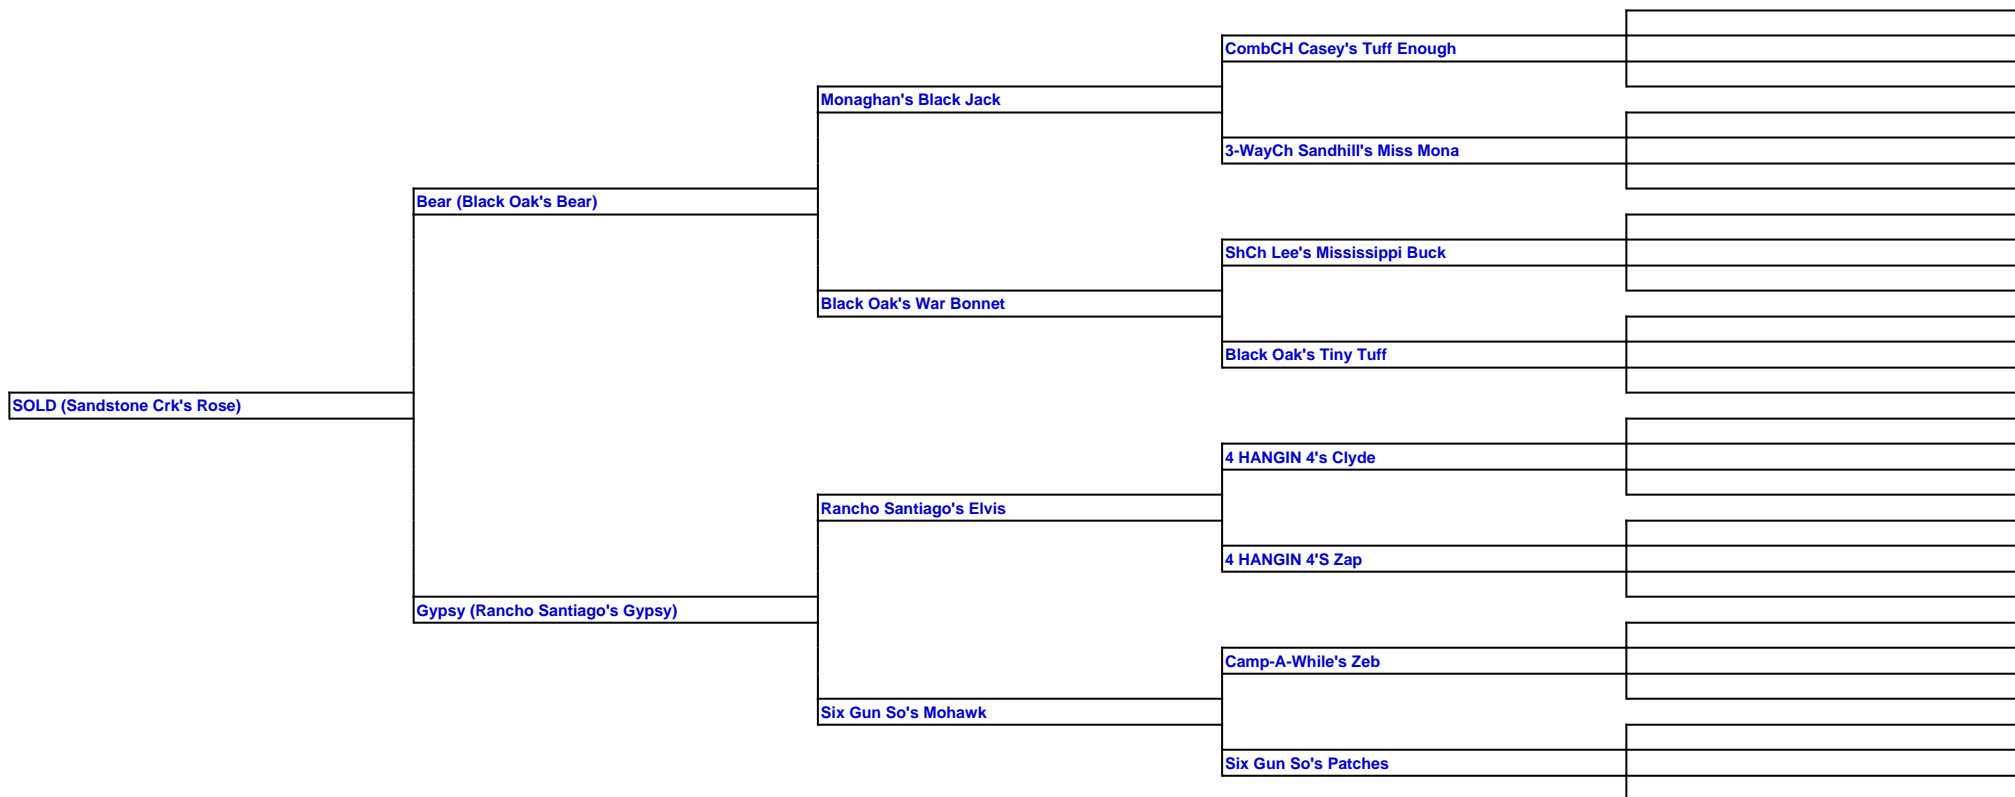 CombCH Casey's Tuff Enough
Monaghan's Black Jack
3-WayCh Sandhill's Miss Mona
Bear (Black Oak's Bear)
ShCh Lee's Mississippi Buck
Black Oak's War Bonnet
Black Oak's Tiny Tuff
SOLD (Sandstone Crk's Rose)
4 HANGIN 4's Clyde
Rancho Santiago's Elvis
4 HANGIN 4'S Zap
Gypsy (Rancho Santiago's Gypsy)
Camp-A-While's Zeb
Six Gun So's Mohawk
Six Gun So's Patches